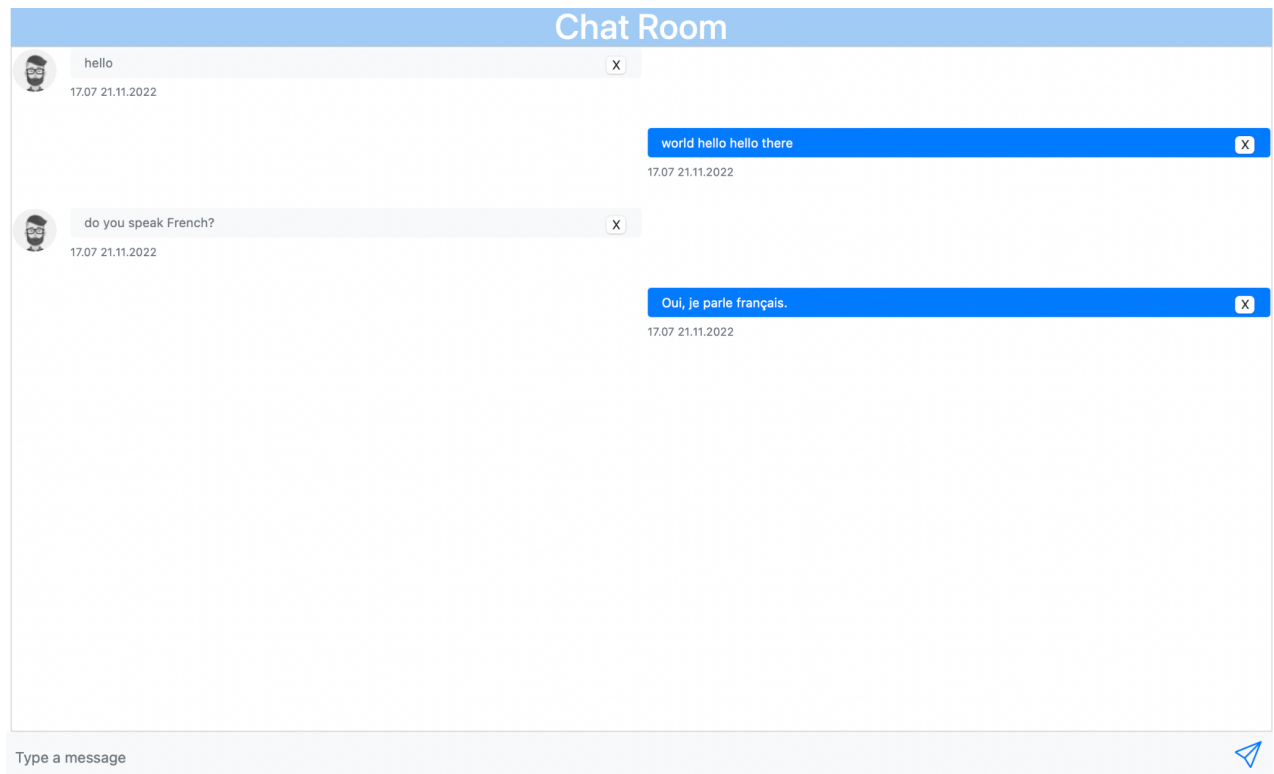 Chat Room
hello X
17.07 21.11.2022
world hello hello there X
17.07 21.11.2022
do you speak French? X
17.07 21.11.2022
Oui, je parle français. X
17.07 21.11.2022
Type a message